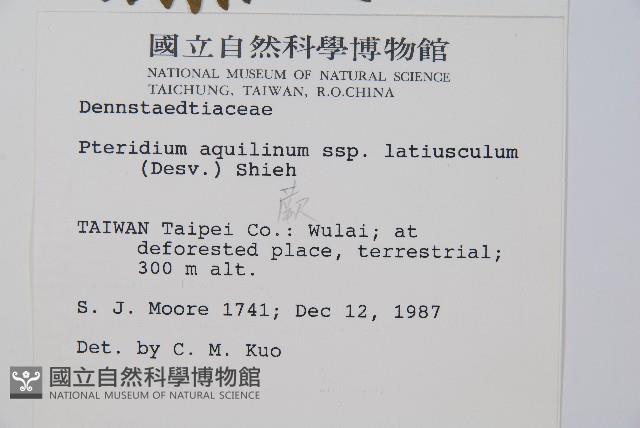 國立自然科學博物館
NATIONAL MUSEUM OF NATURAL SCIENCE
TAICHUNG, TAIWAN, R.O.CHINA
Dennstaedtiaceae
Pteridium aquilinum ssp. latiusculum
(Desv.) Shieh
蕨
TAIWAN Taipei Co.: Wulai; at
deforested place, terrestrial;
300 m alt.
S. J. Moore 1741; Dec 12, 1987
Det. by C. M. Kuo
國立自然科學博物館
NATIONAL MUSEUM OF NATURAL SCIENCE